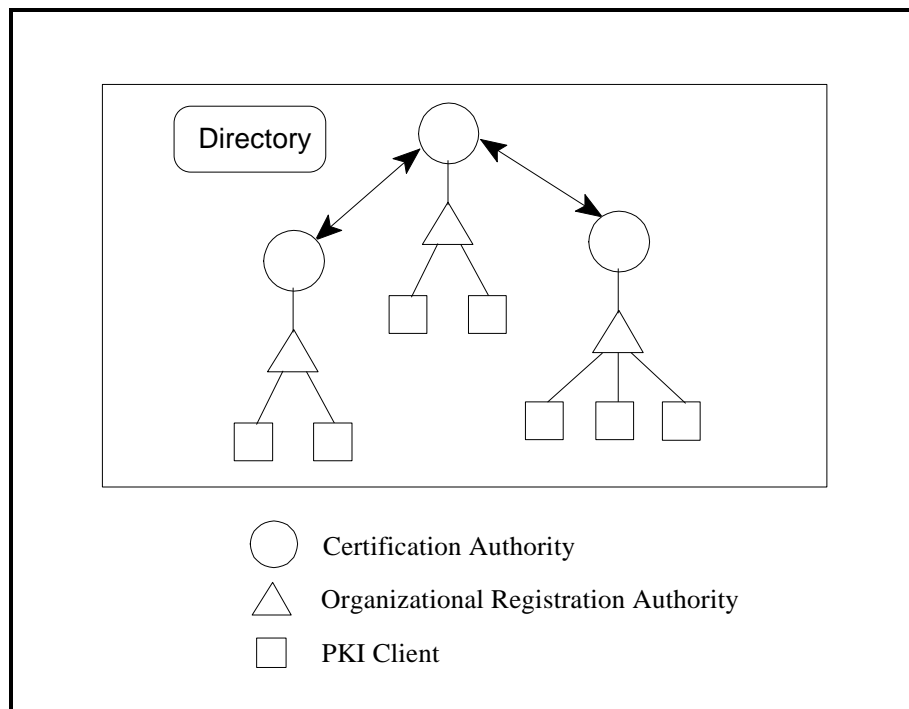 Directory
Certification Authority
Organizational Registration Authority
PKI Client